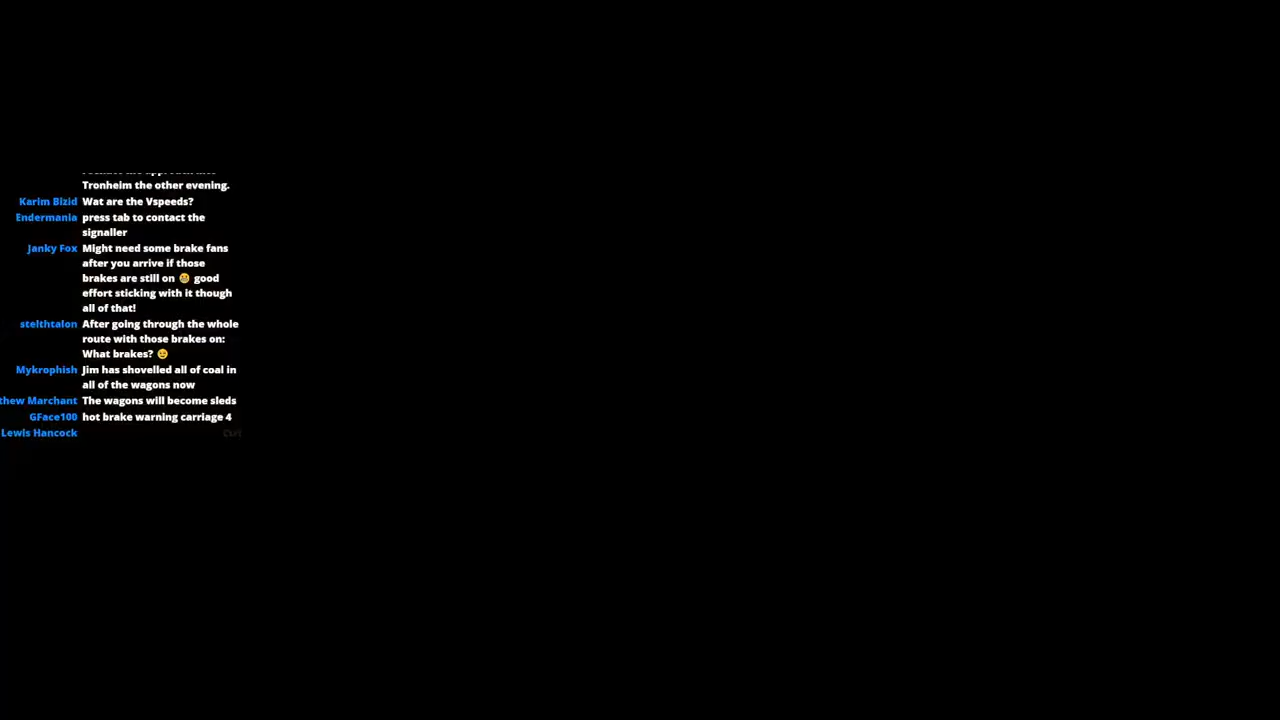 Tronheim the other evening.
Karim Bizid Wat are the Vspeeds?
Endermania press tab to contact the
signaller
Janky Fox Might need some brake fans
after you arrive if those
brakes are still on 😬 good
effort sticking with it though
all of that!
stelthtalon After going through the whole
route with those brakes on:
What brakes? 🤨
Mykrophish Jim has shovelled all of coal in
all of the wagons now
thew Marchant The wagons will become sleds
GFace100 hot brake warning carriage 4
Lewis Hancock